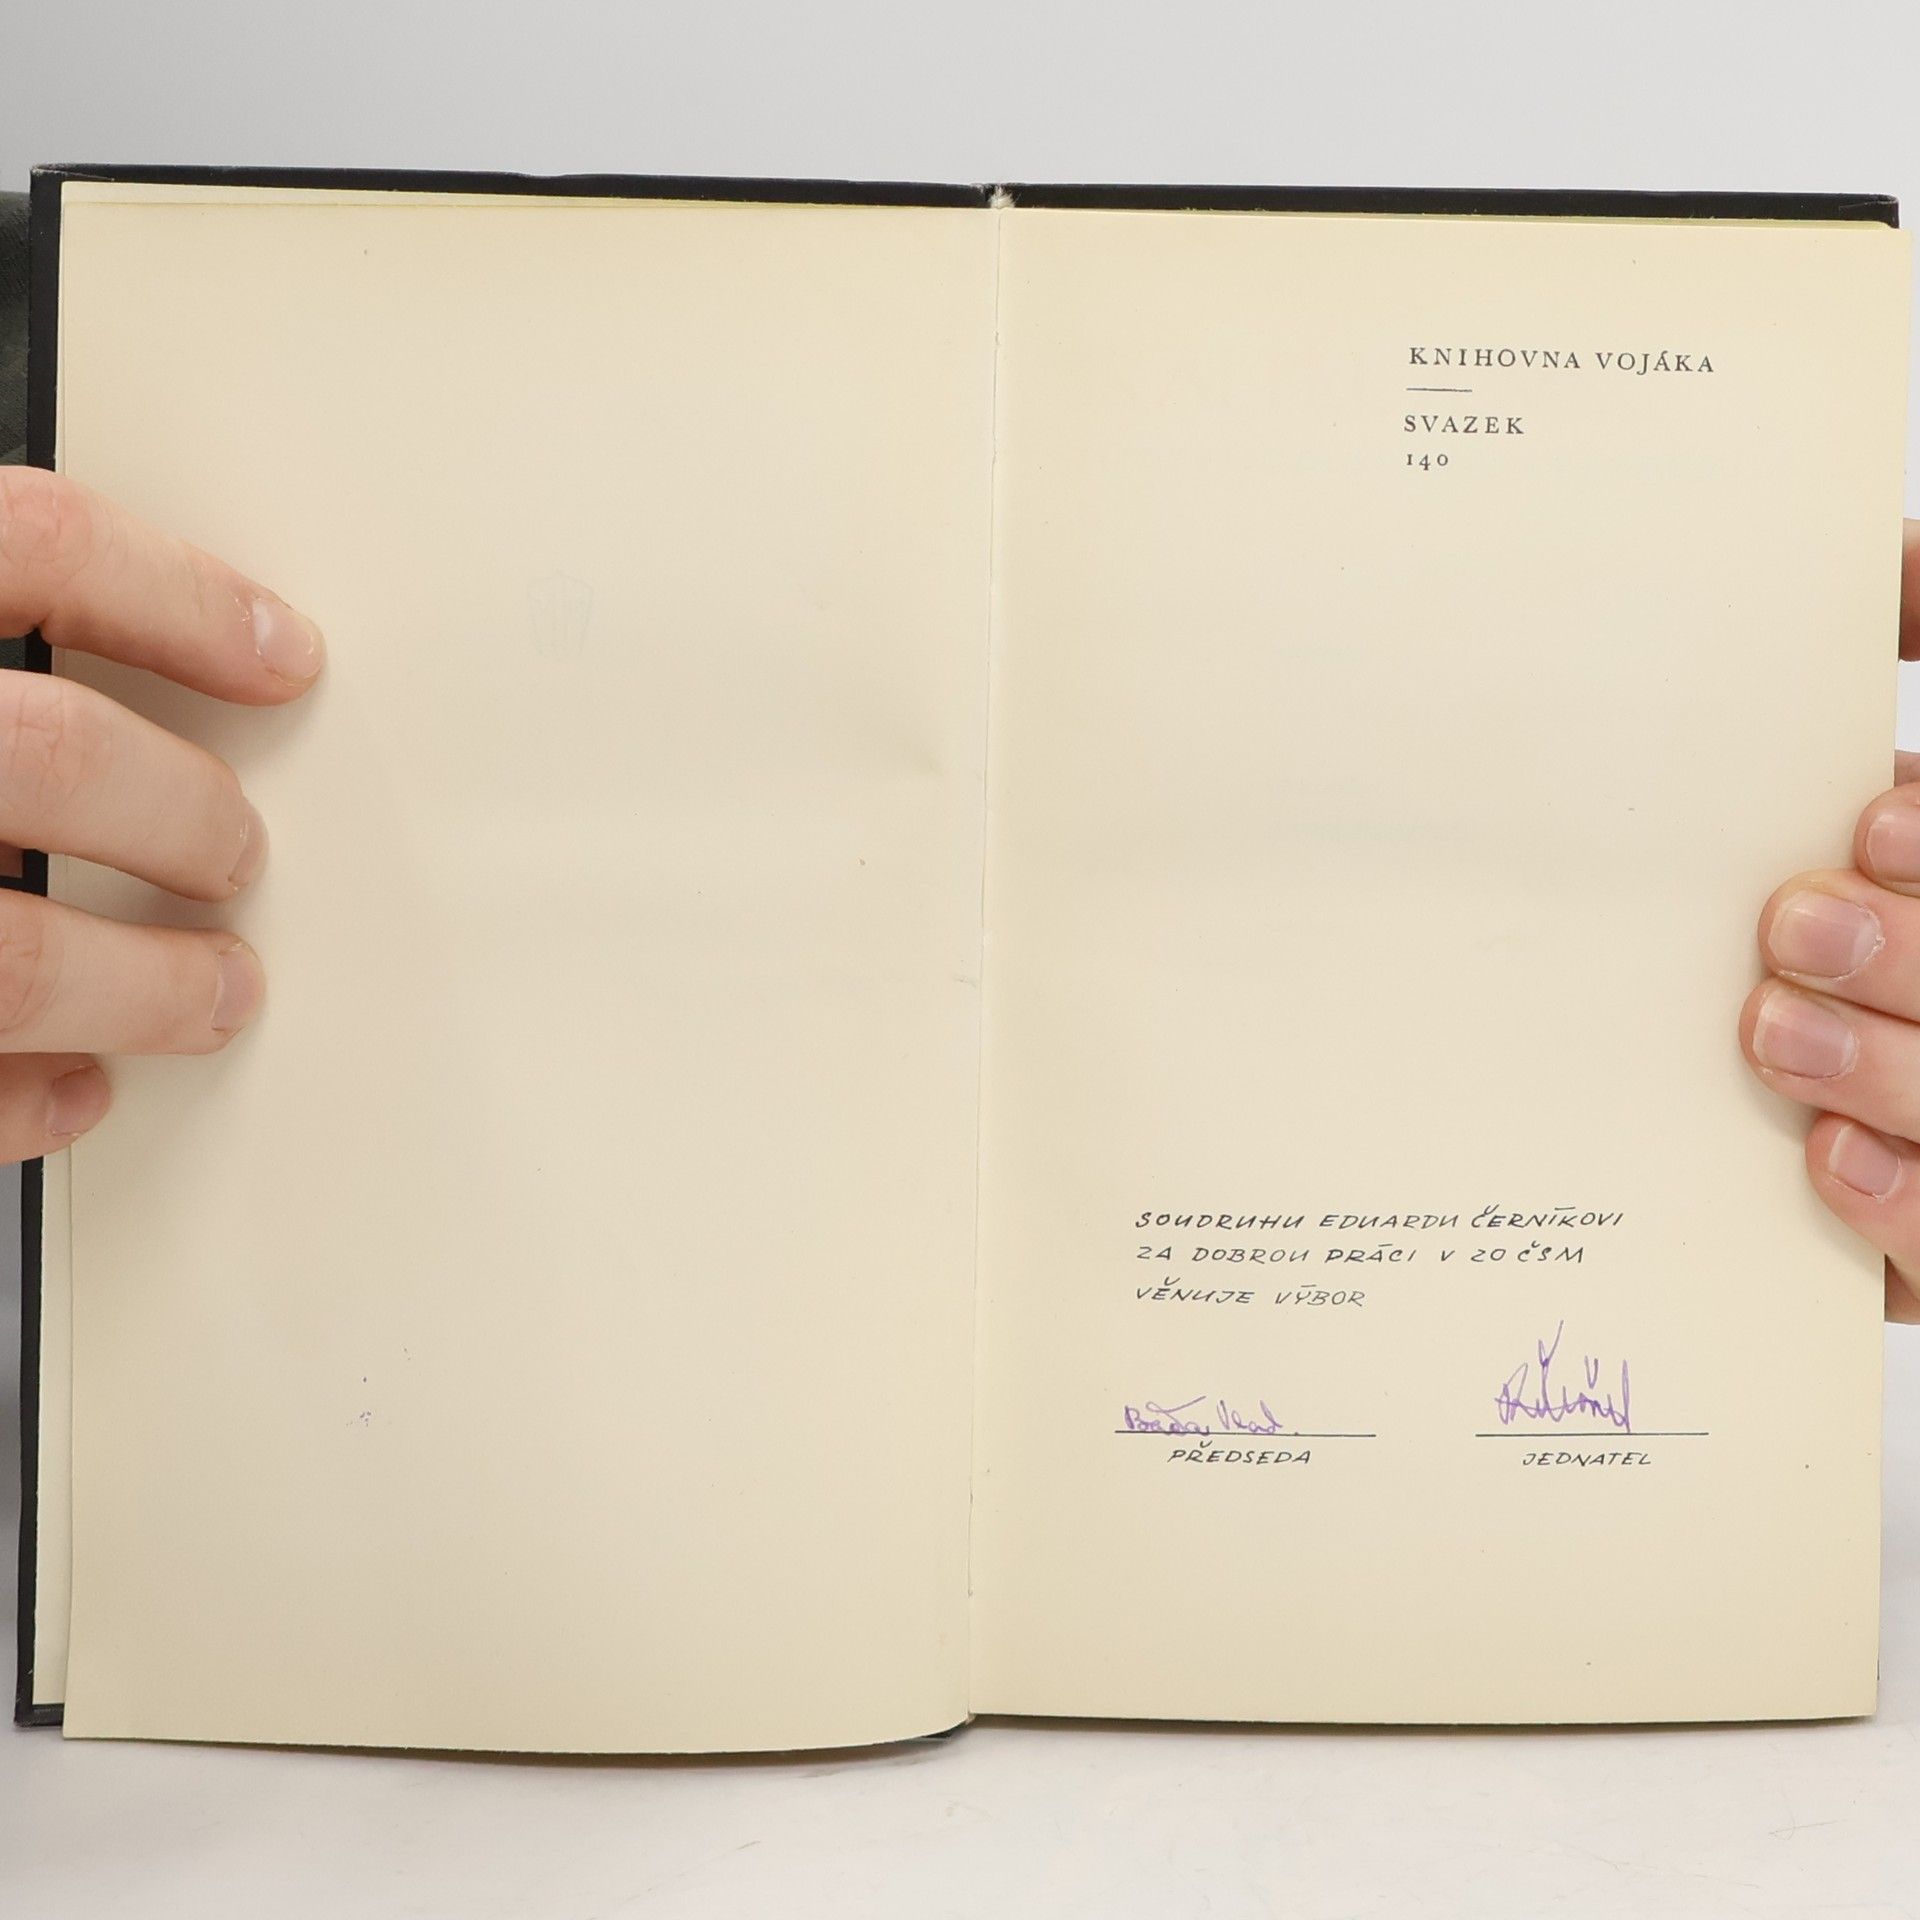 KNIHOVNA VOJÁKA
SVAZEK
140
SOUDRUHU EDUARDU ČERNÍKOVI
ZA DOBROU PRÁCI V ZO ČSM
VĚNUJE VÝBOR
PŘEDSEDA
JEDNATEL